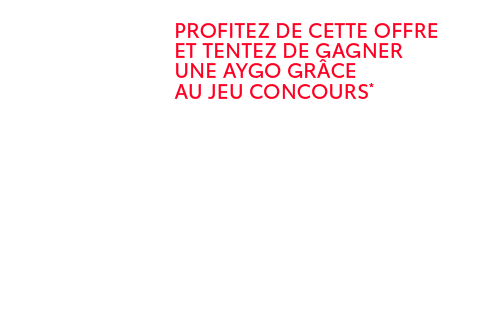 PROFITEZ DE CETTE OFFRE
ET TENTEZ DE GAGNER
UNE AYGO GRÂCE
AU JEU CONCOURS*